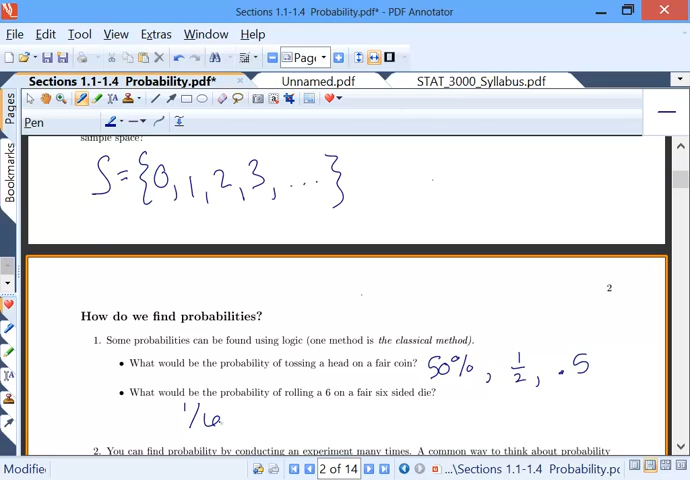 Sections 1.1-1.4 Probability.pdf* - PDF Annotator
File Edit Tool View Extras Window Help
Page
Sections 1.1-1.4 Probability.pdf*
Unnamed.pdf
STAT_3000_Syllabus.pdf
Pen
Pages
Bookmarks
sample space?
S={0, 1, 2, 3, ...}
2
How do we find probabilities?
1. Some probabilities can be found using logic (one method is the classical method).
• What would be the probability of tossing a head on a fair coin? 50%, 1/2, .5
• What would be the probability of rolling a 6 on a fair six sided die?
1/6
2. You can find probability by conducting an experiment many times. A common way to think about probability
Modifie
2 of 14
...\Sections 1.1-1.4 Probability.pc